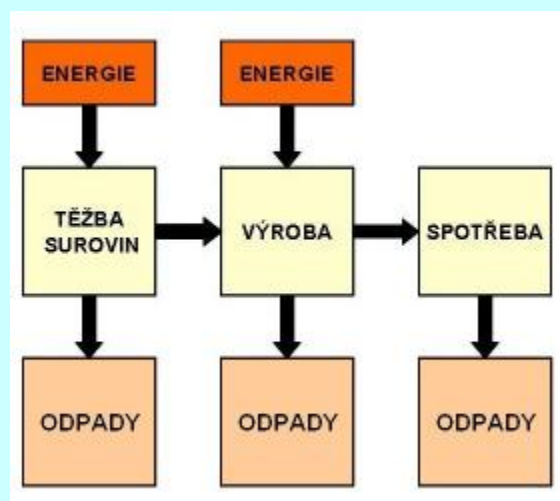 ENERGIE
ENERGIE
TĚŽBA
SUROVIN
VÝROBA
SPOTŘEBA
ODPADY
ODPADY
ODPADY